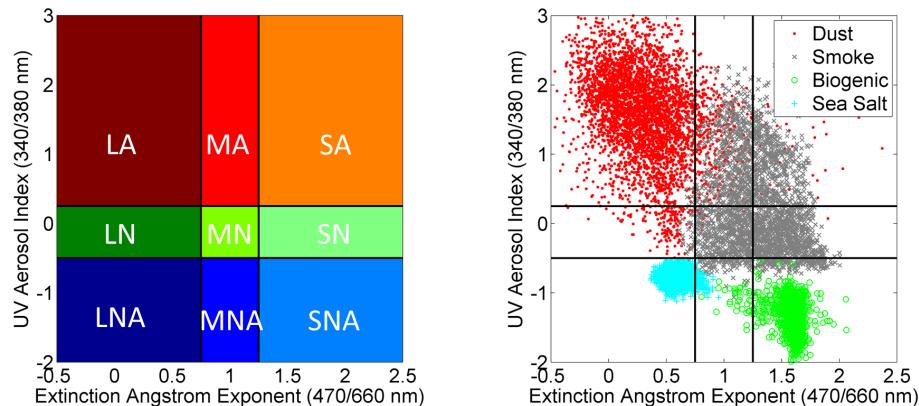 UV Aerosol Index (340/380 nm)
3
2
1
0
-1
-2
LA
MA
SA
LN
MN
SN
LNA
MNA
SNA
-0.5 0 0.5 1 1.5 2 2.5
Extinction Angstrom Exponent (470/660 nm)
UV Aerosol Index (340/380 nm)
3
2
1
0
-1
-2
Dust
Smoke
Biogenic
Sea Salt
-0.5 0 0.5 1 1.5 2 2.5
Extinction Angstrom Exponent (470/660 nm)